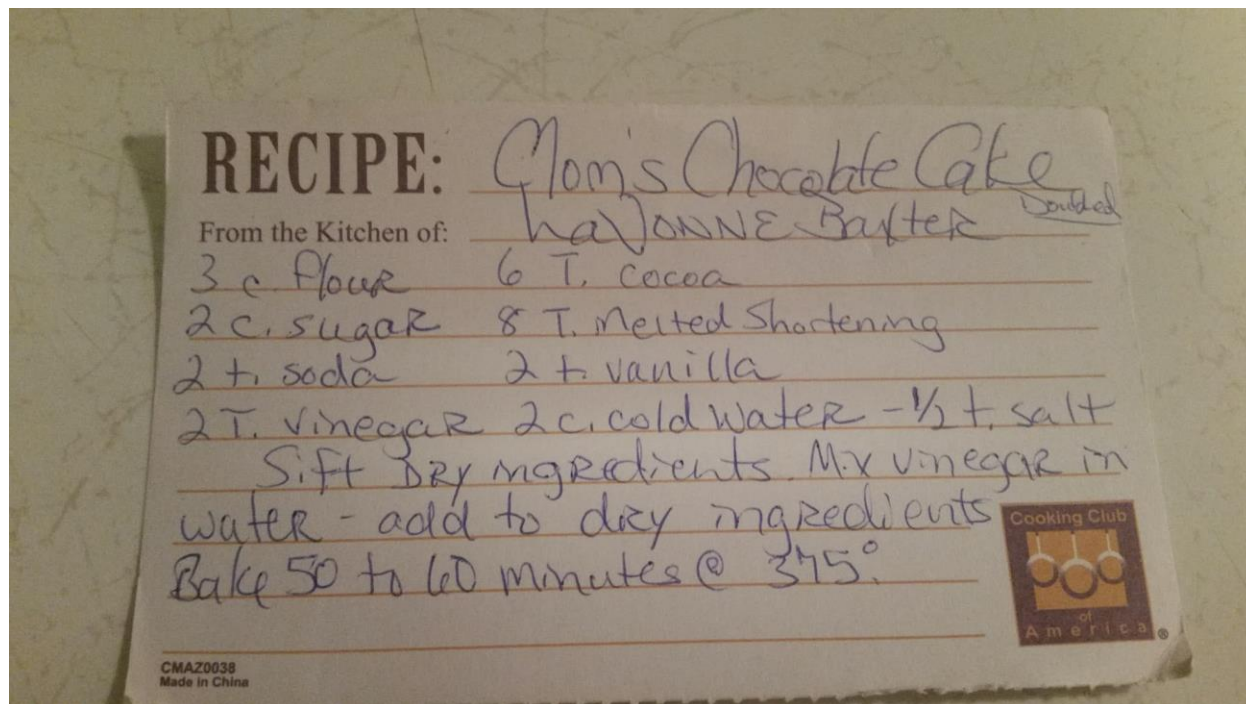 RECIPE: Mom's Chocolate Cake
Doubled
From the Kitchen of: LaVONNE Baxter
3 c. flour 6 T. cocoa
2 c. sugar 8 T. Melted Shortening
2 t. soda 2 t. vanilla
2 T. vinegar 2 c. cold water - 1/2 t. salt
Sift Dry ingredients. Mix vinegar in
water - add to dry ingredients
Bake 50 to 60 minutes @ 375°.
Cooking Club
of
America®
CMAZ0038
Made in China